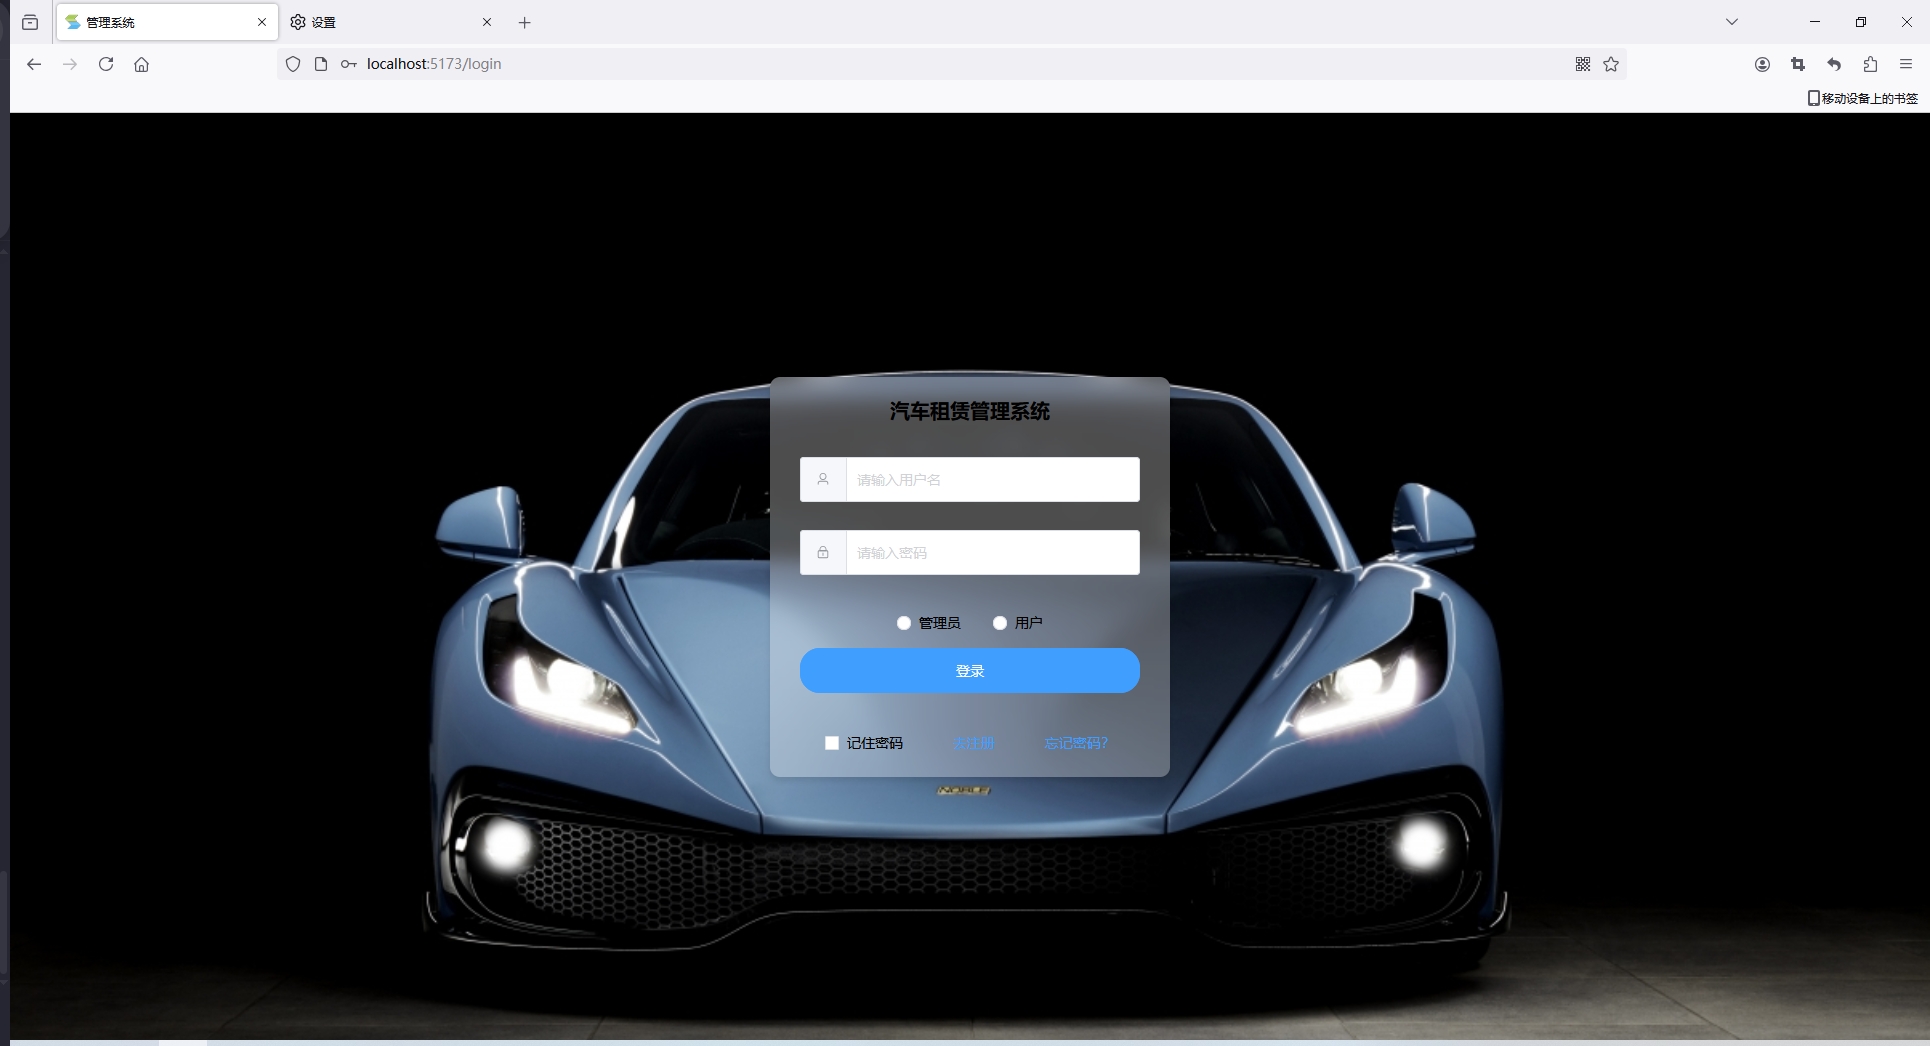 管理系统
设置
localhost:5173/login
移动设备上的书签
汽车租赁管理系统
请输入用户名
请输入密码
管理员 用户
登录
记住密码 去注册 忘记密码?
NOBLE